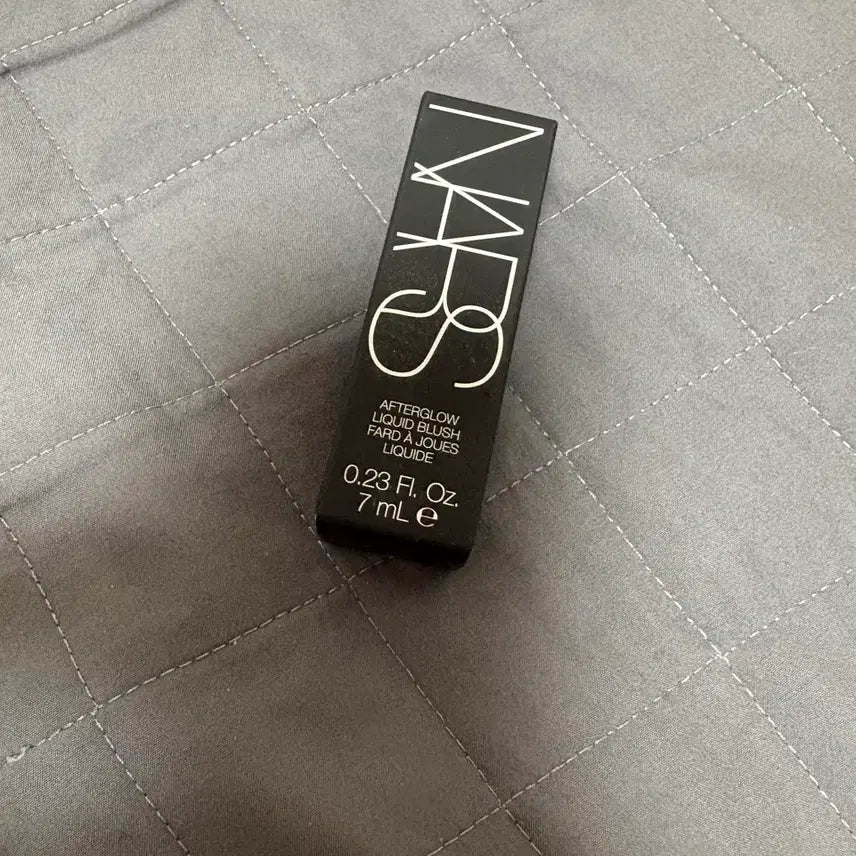 NARS
AFTERGLOW
LIQUID BLUSH
FARD À JOUES
LIQUIDE
0.23 Fl. Oz.
7 mL ℮